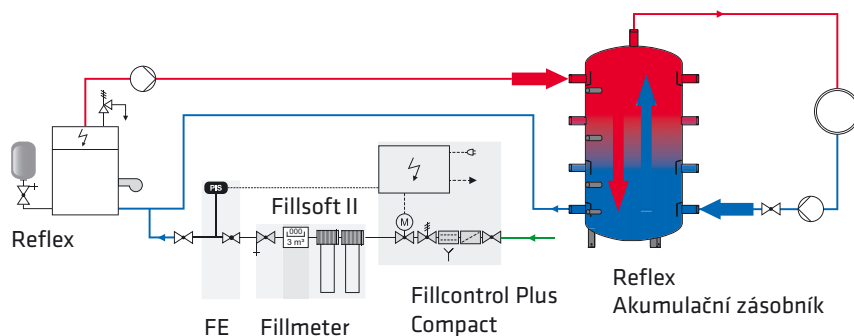 PIS
Fillsoft II
M
000
3 m³
Reflex
FE
Fillmeter
Fillcontrol Plus
Compact
Reflex
Akumulační zásobník